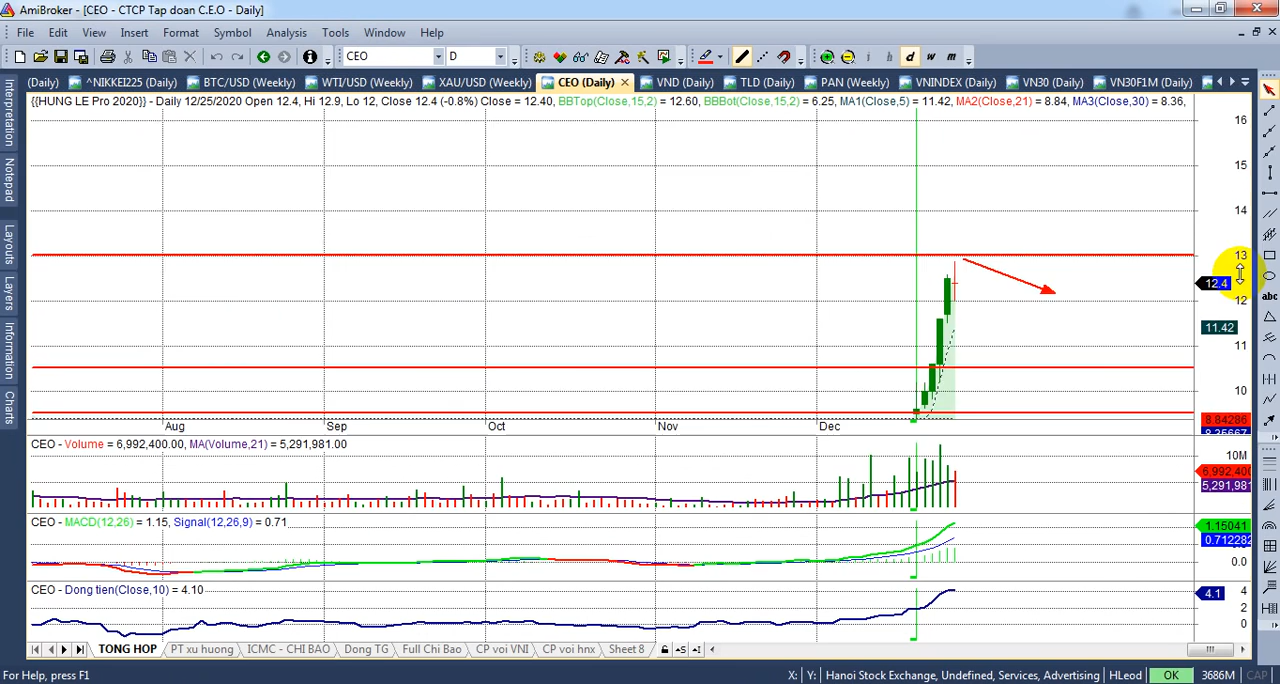 AmiBroker - [CEO - CTCP Tap doan C.E.O - Daily]
File Edit View Insert Format Symbol Analysis Tools Window Help
CEO D i h d w m
(Daily) ^NIKKEI225 (Daily) BTC/USD (Weekly) WTI/USD (Weekly) XAU/USD (Weekly) CEO (Daily) VND (Daily) TLD (Daily) PAN (Weekly) VNINDEX (Daily) VN30 (Daily) VN30F1M (Daily)
{{HUNG LE Pro 2020}} - Daily 12/25/2020 Open 12.4, Hi 12.9, Lo 12, Close 12.4 (-0.8%) Close = 12.40, BBTop(Close,15,2) = 12.60, BBBot(Close,15,2) = 6.25, MA1(Close,5) = 11.42, MA2(Close,21) = 8.84, MA3(Close,30) = 8.36,
Interpretation
Notepad
Layouts
Layers
Information
Charts
16
15
14
13
12.4
12
11.42
11
10
8.84286
abc
Aug Sep Oct Nov Dec
CEO - Volume = 6,992,400.00, MA(Volume,21) = 5,291,981.00
10M
6,992,400
5,291,981
CEO - MACD(12,26) = 1.15, Signal(12,26,9) = 0.71
1.15041
0.712282
0.0
CEO - Dong tien(Close,10) = 4.10
4.1
4
2
0
TONG HOP PT xu huong ICMC - CHI BAO Dong TG Full Chi Bao CP voi VNI CP voi hnx Sheet 8
For Help, press F1 X: Y: Hanoi Stock Exchange, Undefined, Services, Advertising HLeod OK 3686M CAP